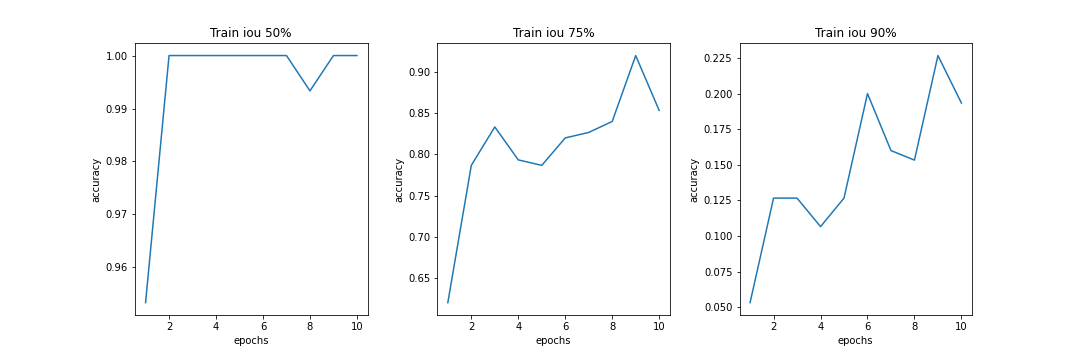 Train iou 50%
1.00
0.99
0.98
0.97
0.96
accuracy
2 4 6 8 10
epochs
Train iou 75%
0.90
0.85
0.80
0.75
0.70
0.65
accuracy
2 4 6 8 10
epochs
Train iou 90%
0.225
0.200
0.175
0.150
0.125
0.100
0.075
0.050
accuracy
2 4 6 8 10
epochs